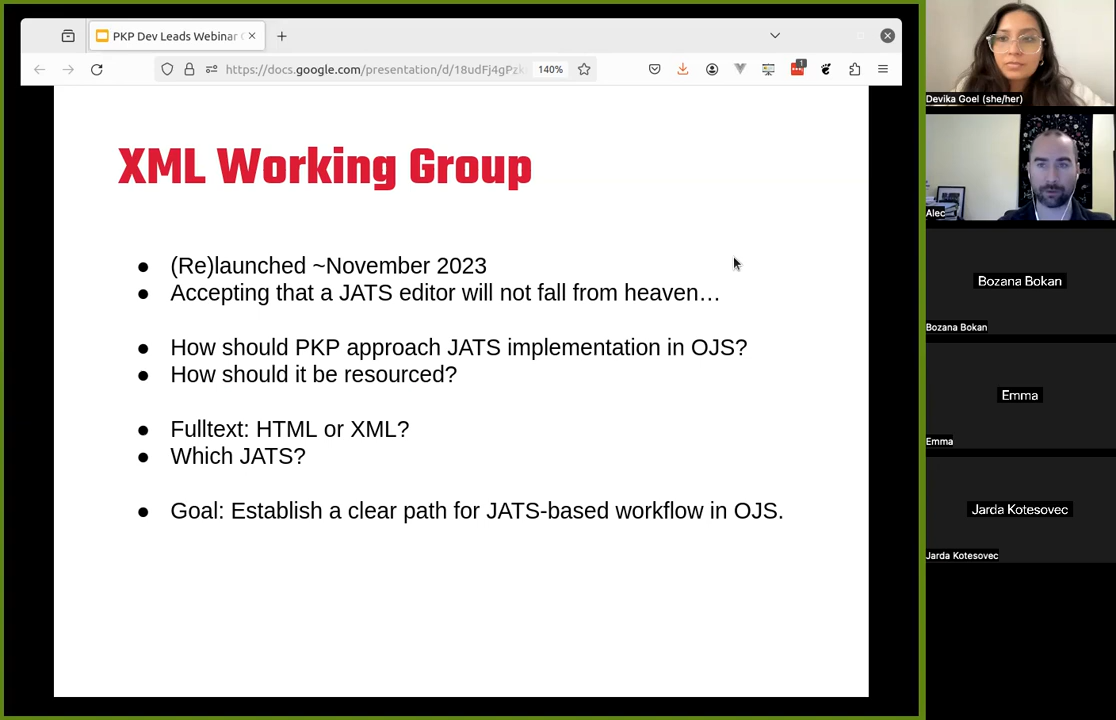 PKP Dev Leads Webinar
https://docs.google.com/presentation/d/18udFj4gPzk
140%
1
XML Working Group
● (Re)launched ~November 2023
● Accepting that a JATS editor will not fall from heaven…
● How should PKP approach JATS implementation in OJS?
● How should it be resourced?
● Fulltext: HTML or XML?
● Which JATS?
● Goal: Establish a clear path for JATS-based workflow in OJS.
Devika Goel (she/her)
Alec
Bozana Bokan
Bozana Bokan
Emma
Emma
Jarda Kotesovec
Jarda Kotesovec